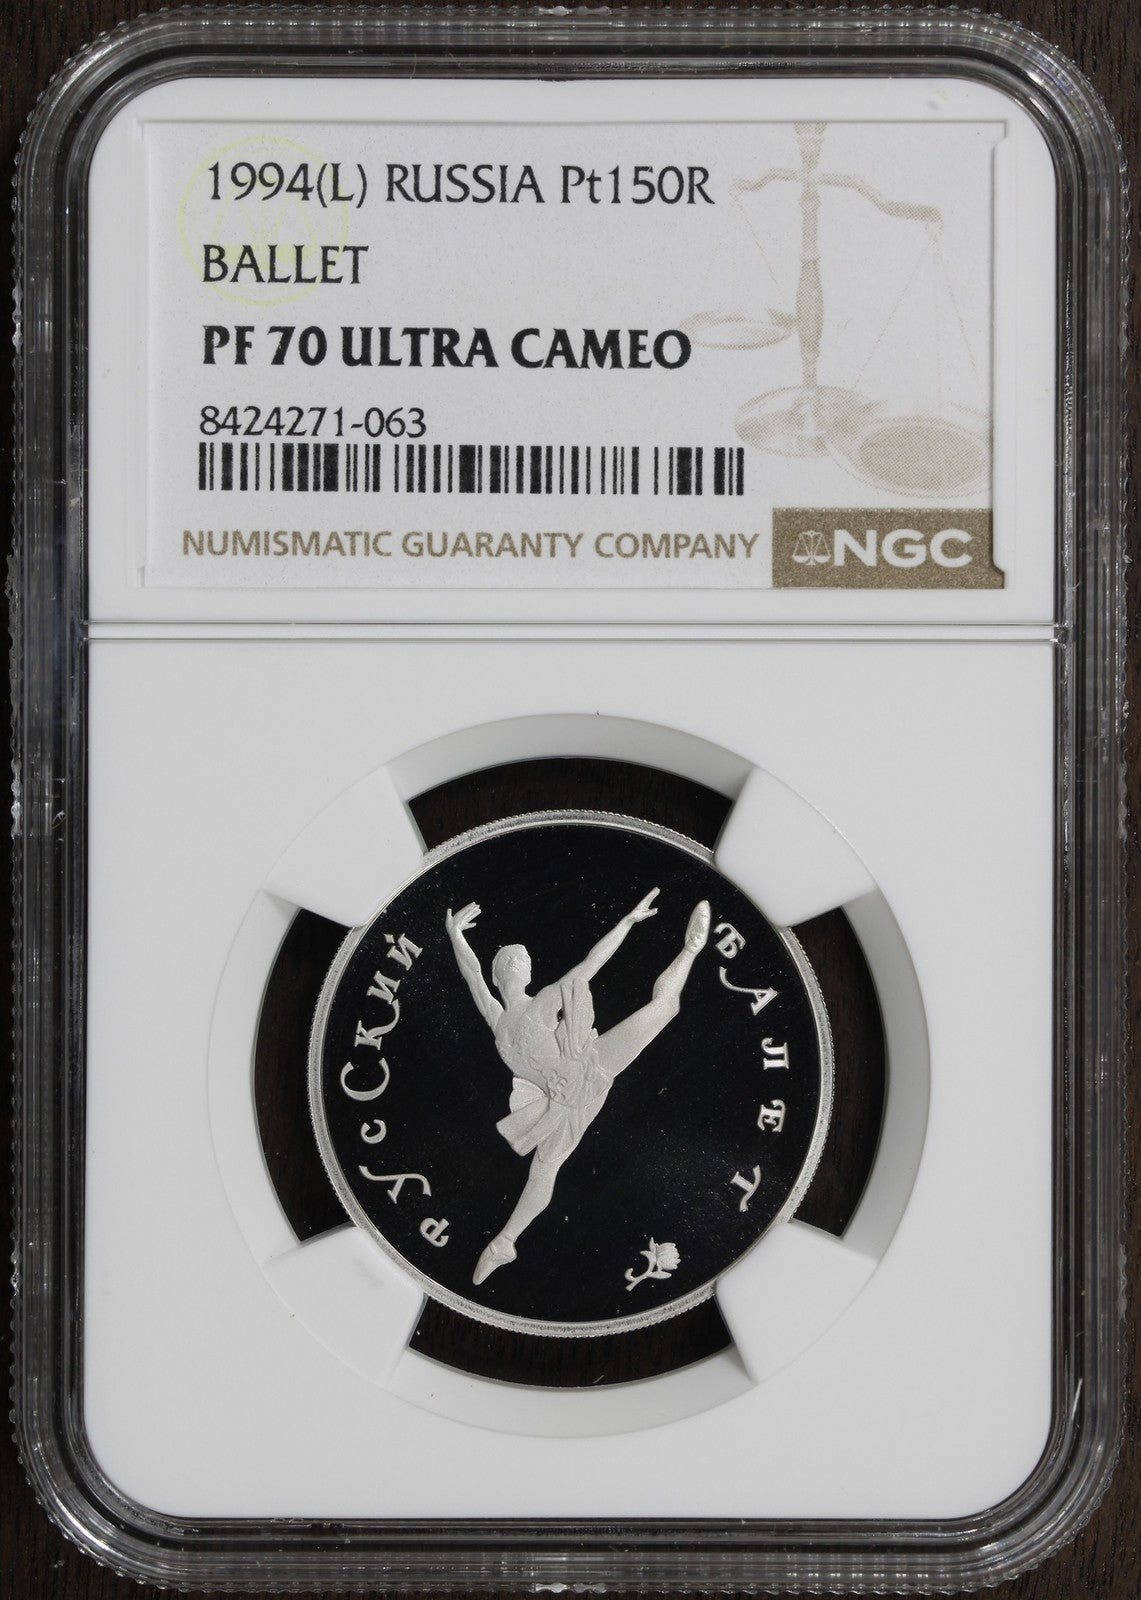 1994(L) RUSSIA Pt150R
BALLET
PF 70 ULTRA CAMEO
8424271-063
NUMISMATIC GUARANTY COMPANY
NGC
РУССКИЙ
БАЛЕТ